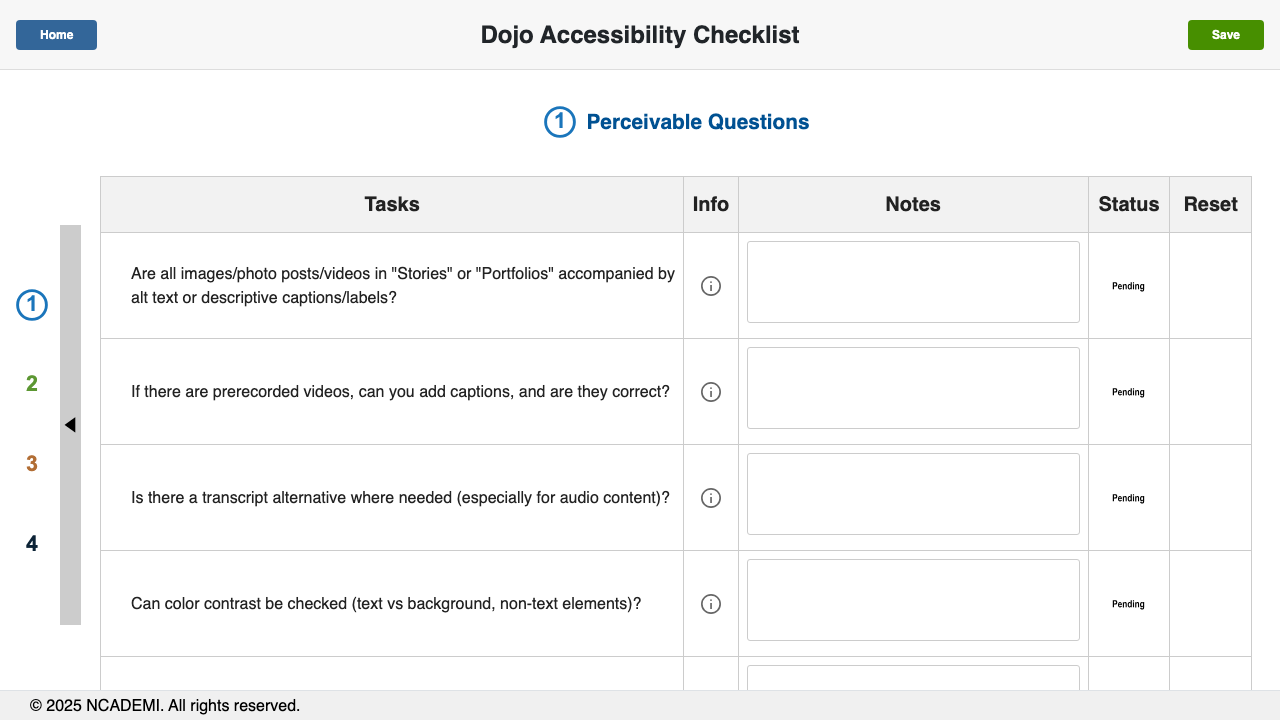 Home
Dojo Accessibility Checklist
Save
1 Perceivable Questions
Tasks Info Notes Status Reset
Are all images/photo posts/videos in "Stories" or "Portfolios" accompanied by
alt text or descriptive captions/labels?
Pending
If there are prerecorded videos, can you add captions, and are they correct?
Pending
Is there a transcript alternative where needed (especially for audio content)?
Pending
Can color contrast be checked (text vs background, non-text elements)?
Pending
1
2
3
4
© 2025 NCADEMI. All rights reserved.